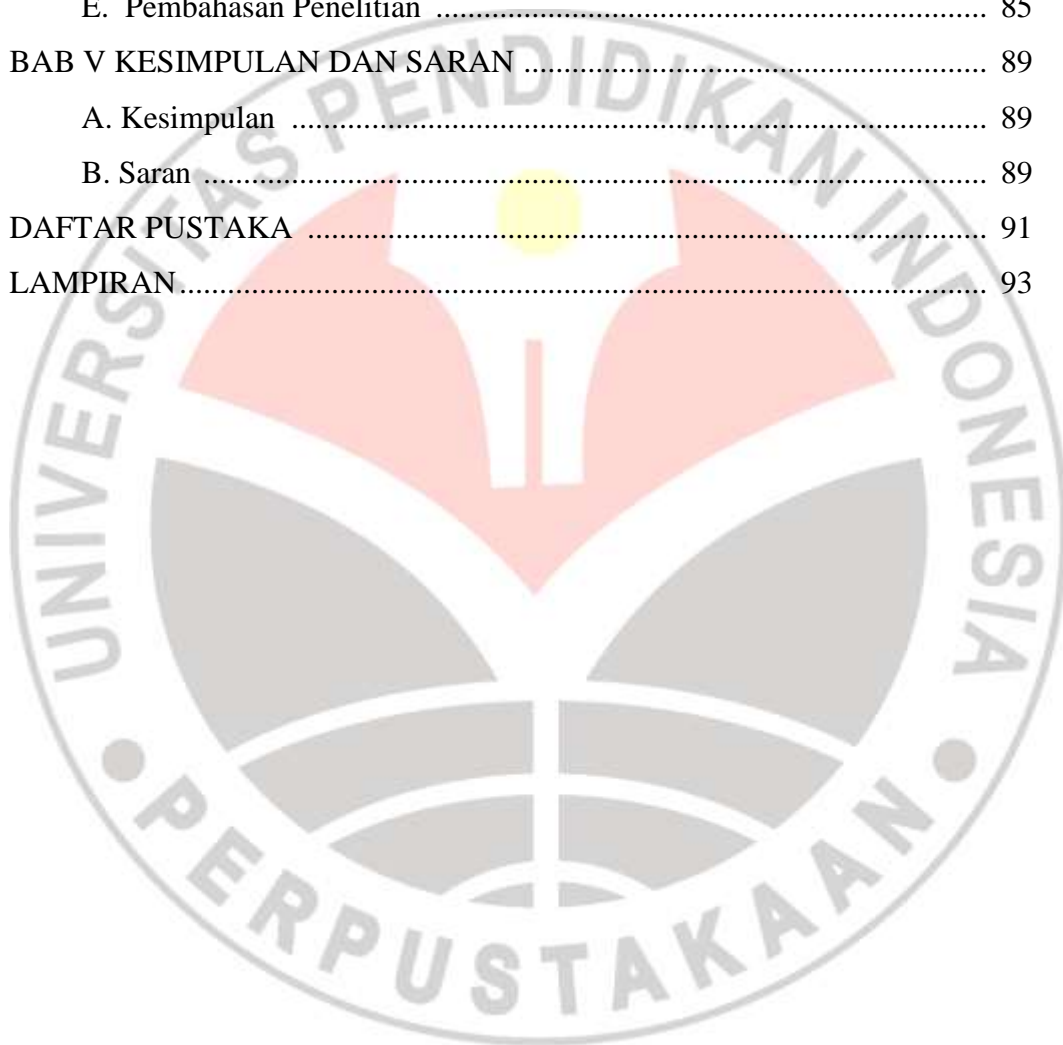 E. Pembahasan Penelitian ........................................................................ 85
BAB V KESIMPULAN DAN SARAN ............................................................ 89
A. Kesimpulan ........................................................................................... 89
B. Saran ...................................................................................................... 89
DAFTAR PUSTAKA ......................................................................................... 91
LAMPIRAN ......................................................................................................... 93
UNIVERSITAS PENDIDIKAN INDONESIA
• PERPUSTAKAAN •